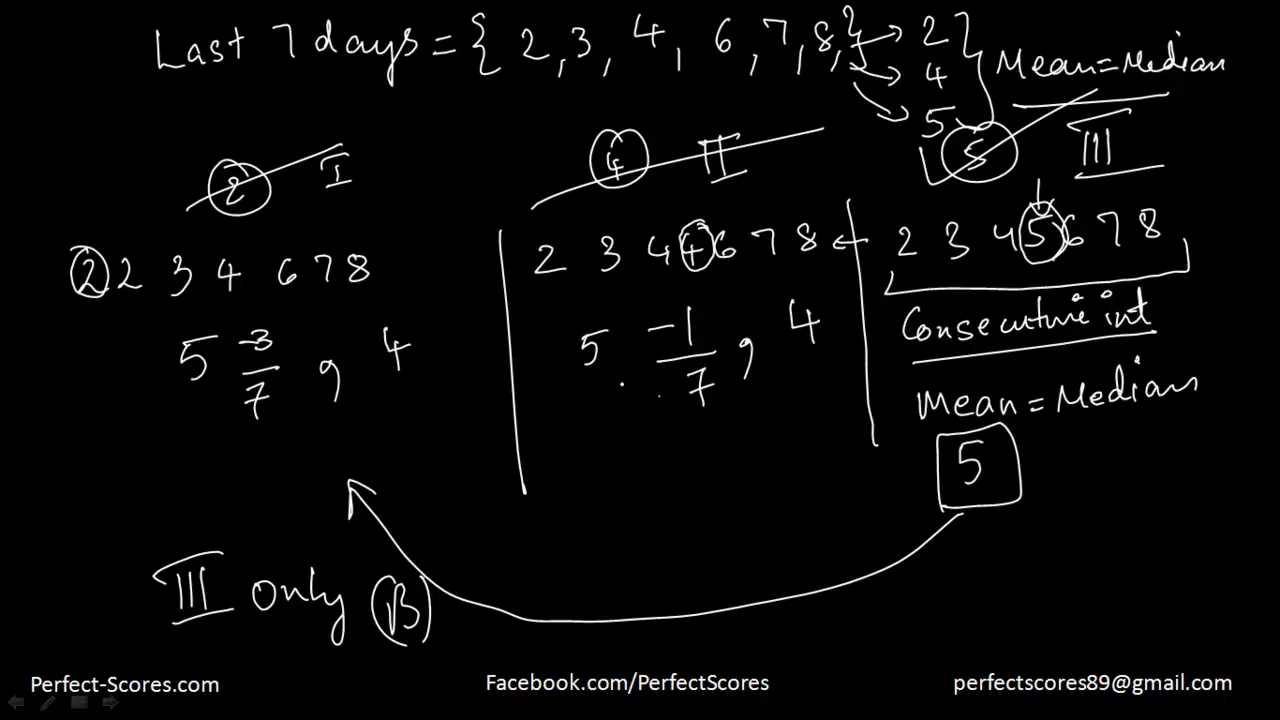 Last 7 days = { 2, 3, 4, 6, 7, 8, } → 2
→ 4
→ 5
Mean = Median
2 I
4 II
5 III
2 2 3 4 6 7 8
5 -3/7 , 4
2 3 4 4 6 7 8 ←
5 -1/7 , 4
2 3 4 5 6 7 8
Consecutive int
Mean = Median
5
III only B
Perfect-Scores.com
Facebook.com/PerfectScores
perfectscores89@gmail.com